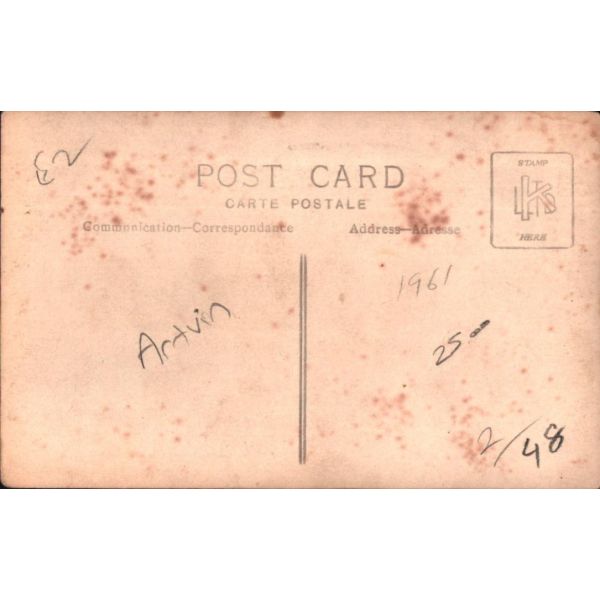 E2
POST CARD
CARTE POSTALE
Communication—Correspondance
Address—Adresse
STAMP
HERE
1961
Artvin
25
2/48